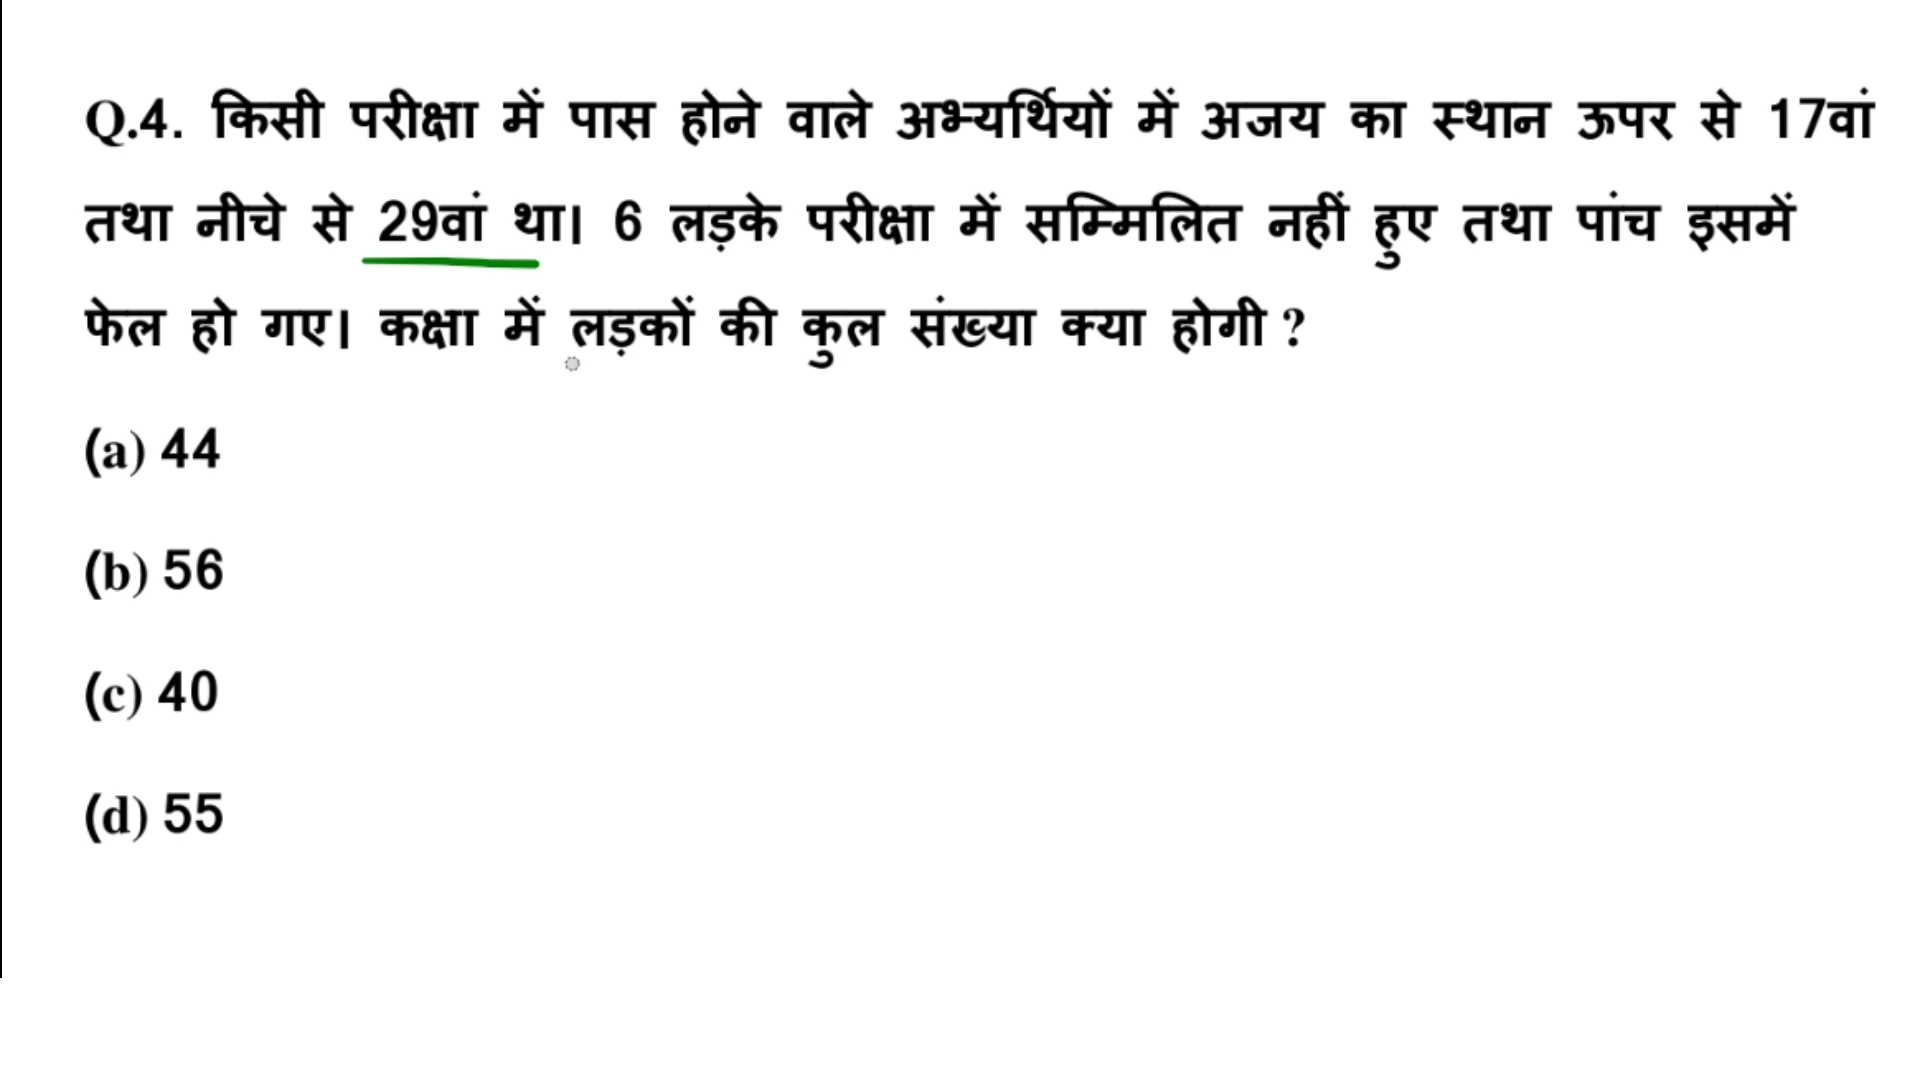 Q.4. किसी परीक्षा में पास होने वाले अभ्यर्थियों में अजय का स्थान ऊपर से 17वां
तथा नीचे से 29वां था। 6 लड़के परीक्षा में सम्मिलित नहीं हुए तथा पांच इसमें
फेल हो गए। कक्षा में लड़कों की कुल संख्या क्या होगी ?
(a) 44
(b) 56
(c) 40
(d) 55